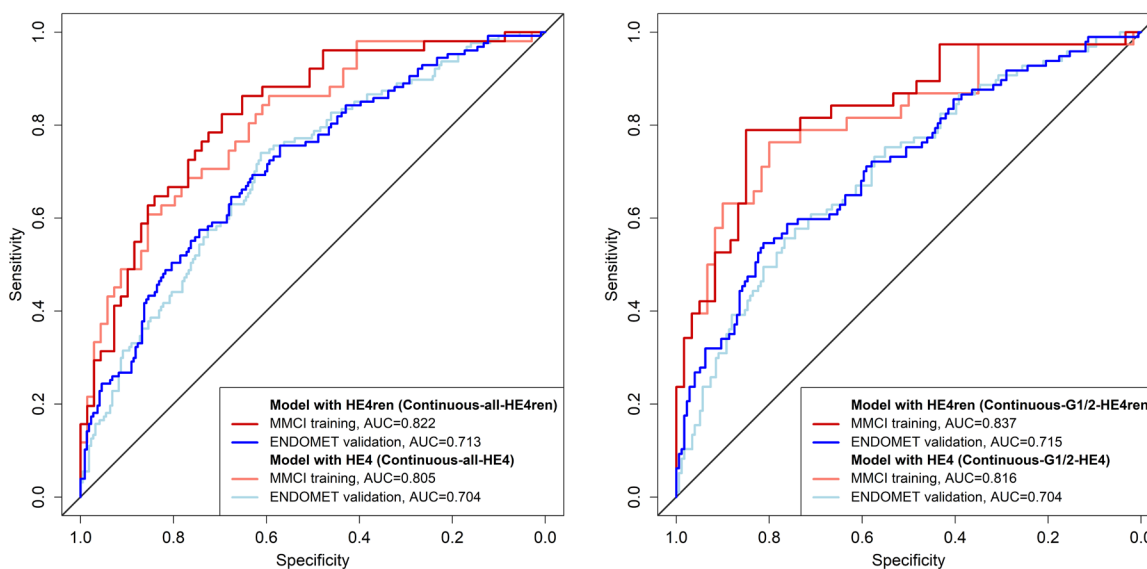 1.0
0.8
0.6
0.4
0.2
0.0
Sensitivity
Model with HE4ren (Continuous-all-HE4ren)
MMCI training, AUC=0.822
ENDOMET validation, AUC=0.713
Model with HE4 (Continuous-all-HE4)
MMCI training, AUC=0.805
ENDOMET validation, AUC=0.704
1.0 0.8 0.6 0.4 0.2 0.0
Specificity
1.0
0.8
0.6
0.4
0.2
0.0
Sensitivity
Model with HE4ren (Continuous-G1/2-HE4ren)
MMCI training, AUC=0.837
ENDOMET validation, AUC=0.715
Model with HE4 (Continuous-G1/2-HE4)
MMCI training, AUC=0.816
ENDOMET validation, AUC=0.704
1.0 0.8 0.6 0.4 0.2 0.0
Specificity